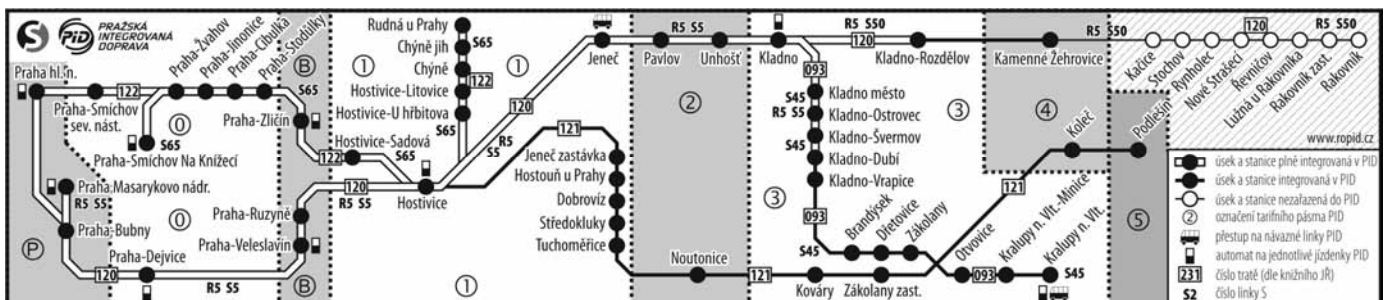 S PID PRAŽSKÁ
INTEGROVANÁ
DOPRAVA
Praha hl. n.
122
Praha-Smíchov
sev. nást.
Praha-Žvahov
Praha-Jinonice
Praha-Cibulka
Praha-Stodůlky
S65
0
S65
Praha-Smíchov Na Knížecí
Praha-Masarykovo nádr.
R5 S5
0
Praha-Bubny
Praha-Dejvice
P
120
R5 S5
B
Praha-Zličín
Praha-Ruzyně
Praha-Veleslavín
B
122
Hostivice-Sadová
S65
120
R5 S5
Hostivice
1
Rudná u Prahy
Chýně jih
S65
Chýně
122
Hostivice-Litovice
Hostivice-U hřbitova
S65
1
120
R5
S5
121
Jeneč
Jeneč zastávka
Hostouň u Prahy
Dobrovíz
Středokluky
Tuchoměřice
1
R5 S5
Pavlov
Unhošť
2
Noutonice
121
Kladno
R5 S50
120
Kladno-Rozdělov
093
S45
R5 S5
S45
Kladno město
Kladno-Ostrovec
Kladno-Švermov
Kladno-Dubí
Kladno-Vrapice
3
3
093
S45
Brandýsek
Dřetovice
Zákolany
Kováry
Zákolany zast.
Otvovice
093
Kralupy n. Vlt.-Minice
Kralupy n. Vlt.
S45
121
Kamenné Žehrovice
4
Koleč
Podlešín
5
R5 S50
120
R5 S50
Kačice
Stochov
Rynholec
Nové Strašecí
Řevničov
Lužná u Rakovníka
Rakovník zast.
Rakovník
www.ropid.cz
úsek a stanice plně integrovaná v PID
úsek a stanice integrovaná v PID
úsek a stanice nezařazená do PID
2 označení tarifního pásma PID
přestup na návazné linky PID
automat na jednotlivé jízdenky PID
231 číslo tratě (dle knižního JŘ)
S2 číslo linky S